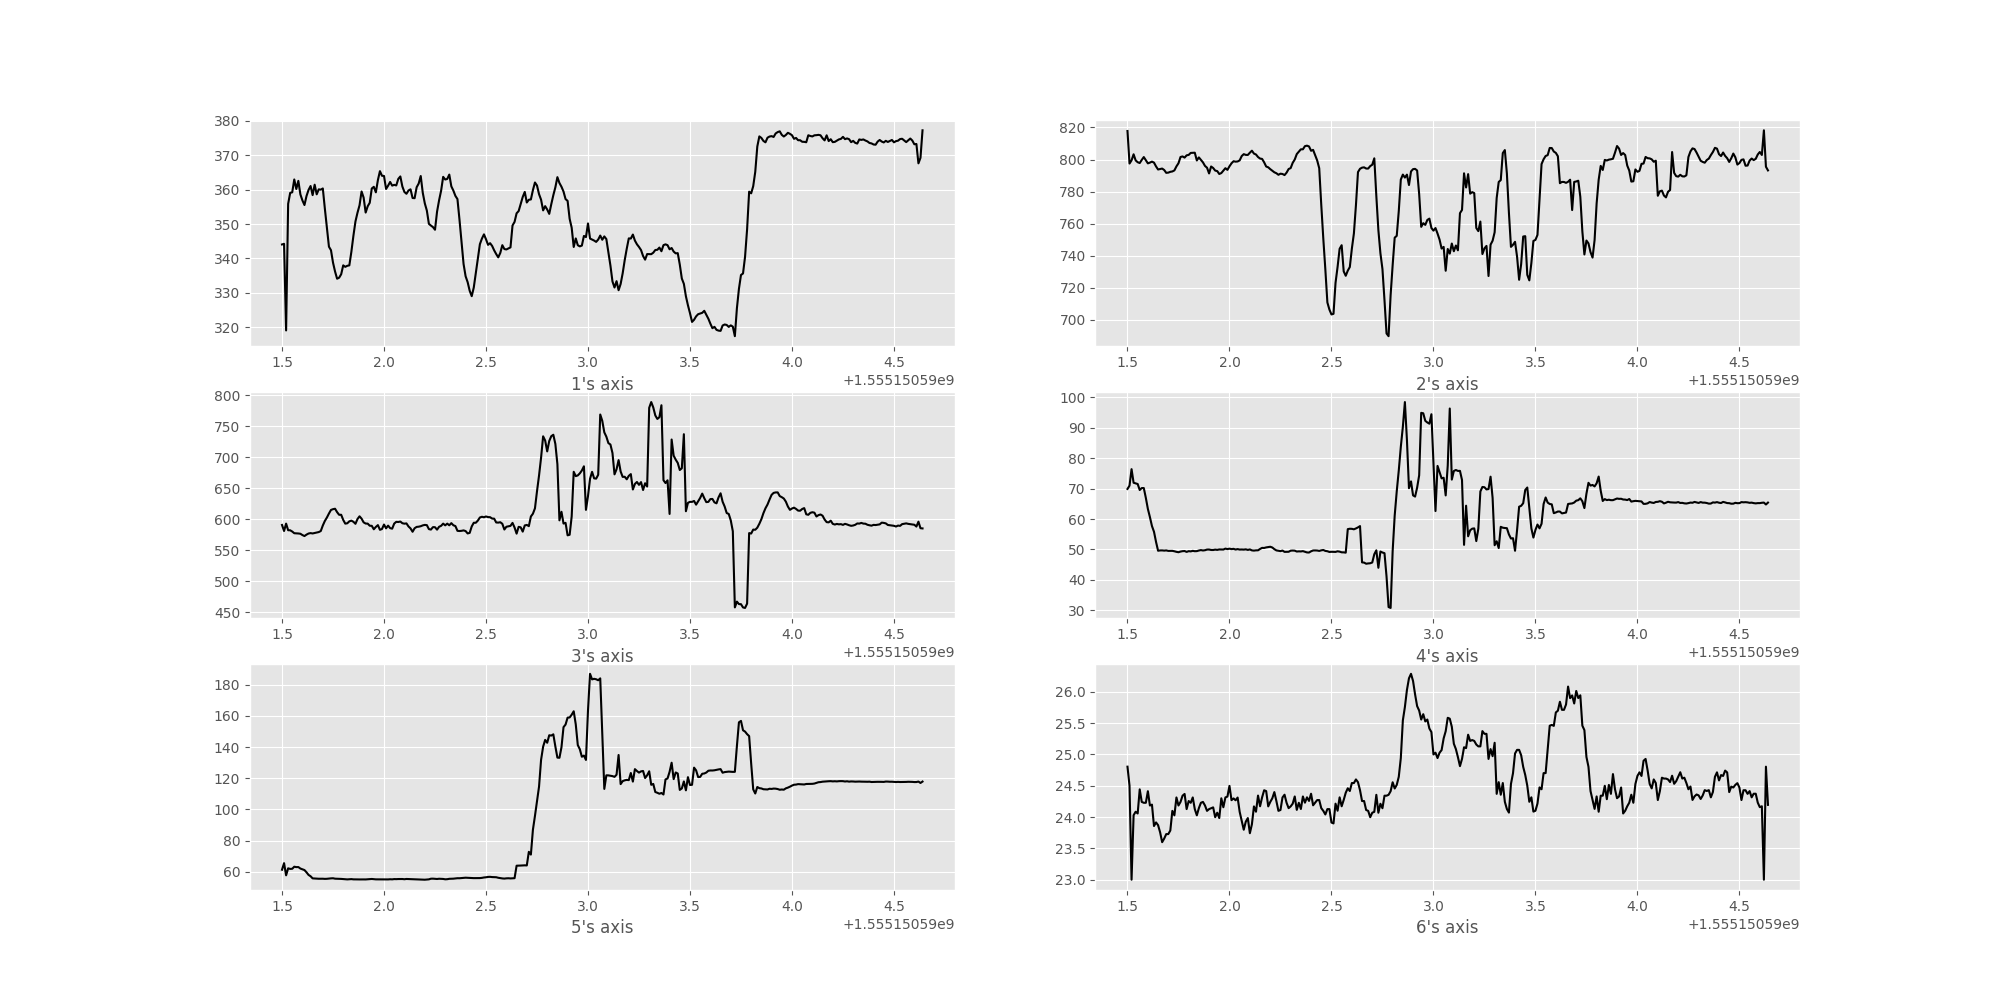 380
370
360
350
340
330
320
1.5 2.0 2.5 3.0 3.5 4.0 4.5
+1.55515059e9
1's axis
820
800
780
760
740
720
700
1.5 2.0 2.5 3.0 3.5 4.0 4.5
+1.55515059e9
2's axis
800
750
700
650
600
550
500
450
1.5 2.0 2.5 3.0 3.5 4.0 4.5
+1.55515059e9
3's axis
100
90
80
70
60
50
40
30
1.5 2.0 2.5 3.0 3.5 4.0 4.5
+1.55515059e9
4's axis
180
160
140
120
100
80
60
1.5 2.0 2.5 3.0 3.5 4.0 4.5
+1.55515059e9
5's axis
26.0
25.5
25.0
24.5
24.0
23.5
23.0
1.5 2.0 2.5 3.0 3.5 4.0 4.5
+1.55515059e9
6's axis